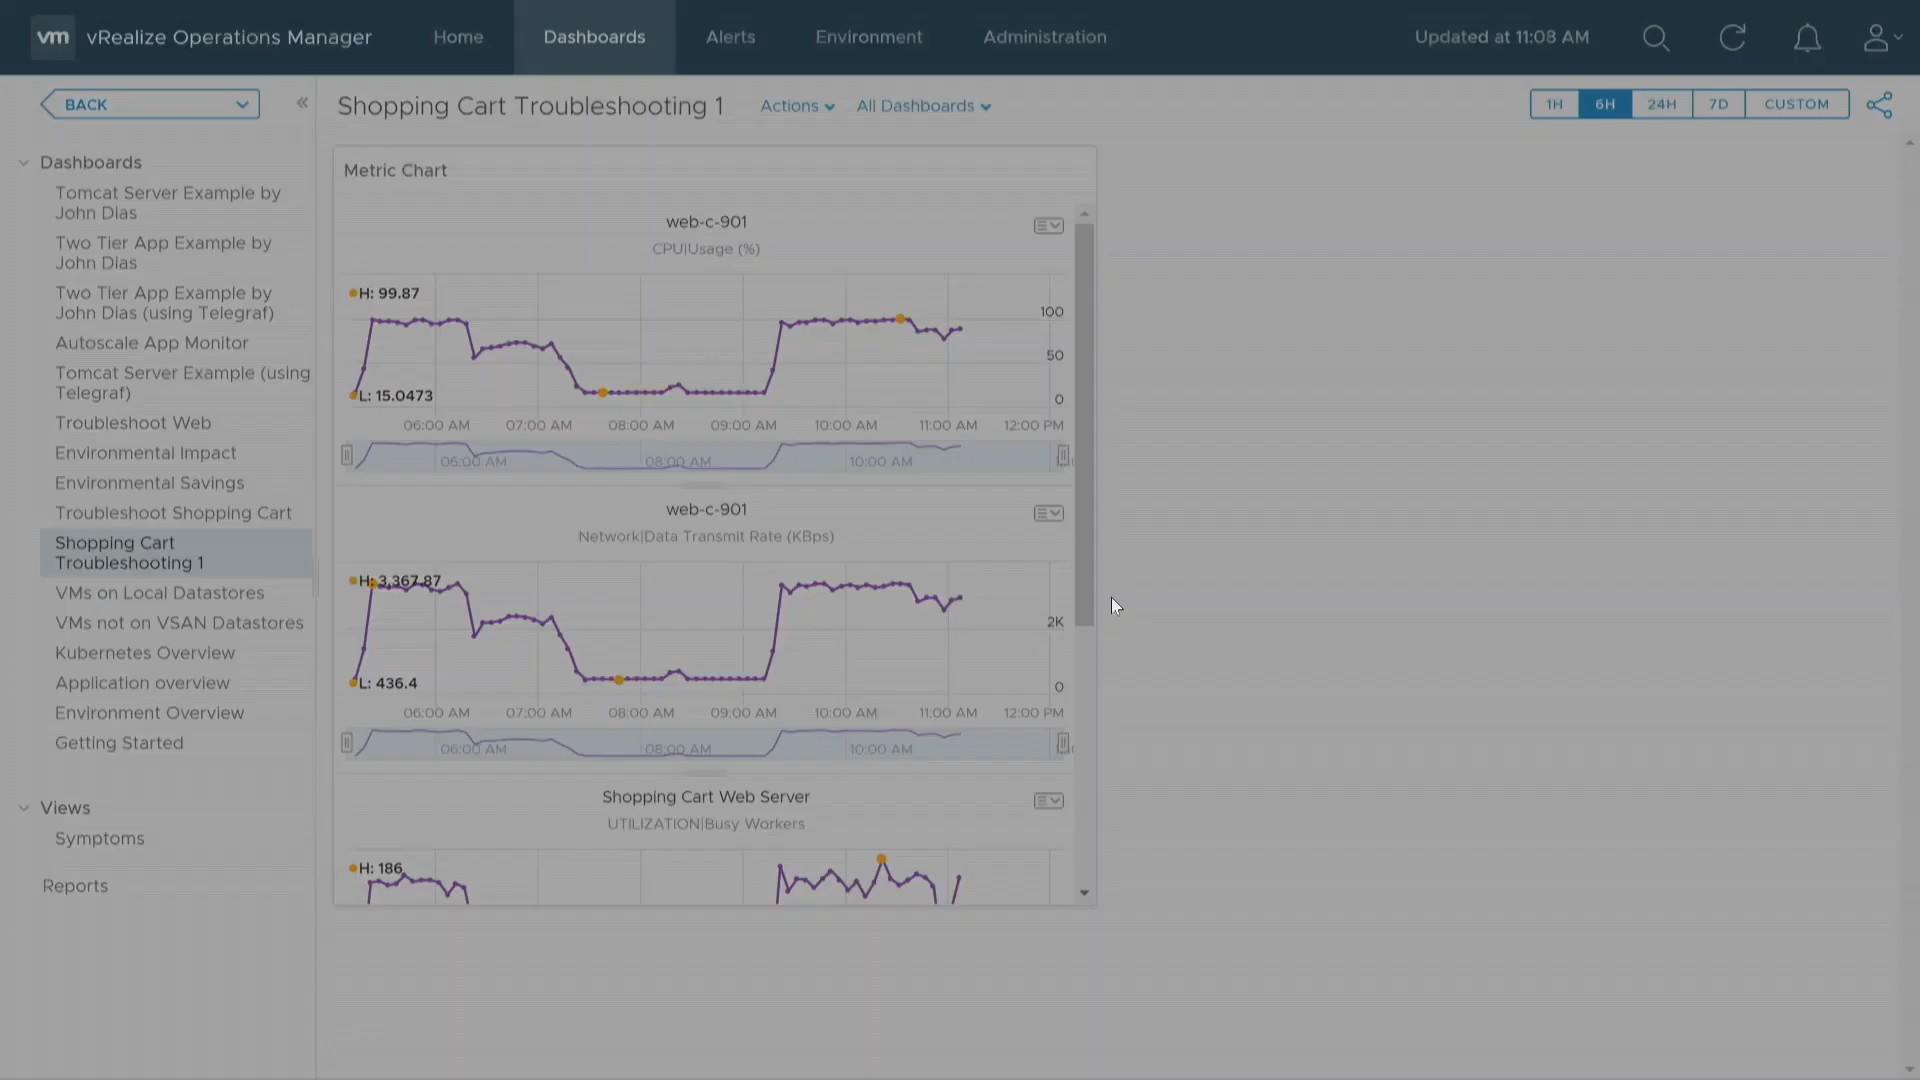 vm vRealize Operations Manager Home Dashboards Alerts Environment Administration Updated at 11:08 AM
BACK
Shopping Cart Troubleshooting 1 Actions All Dashboards 1H 6H 24H 7D CUSTOM
Dashboards
Tomcat Server Example by
John Dias
Two Tier App Example by
John Dias
Two Tier App Example by
John Dias (using Telegraf)
Autoscale App Monitor
Tomcat Server Example (using
Telegraf)
Troubleshoot Web
Environmental Impact
Environmental Savings
Troubleshoot Shopping Cart
Shopping Cart
Troubleshooting 1
VMs on Local Datastores
VMs not on VSAN Datastores
Kubernetes Overview
Application overview
Environment Overview
Getting Started
Views
Symptoms
Reports
Metric Chart
web-c-901
CPU|Usage (%)
H: 99.87
100
50
L: 15.0473
0
06:00 AM 07:00 AM 08:00 AM 09:00 AM 10:00 AM 11:00 AM 12:00 PM
06:00 AM 08:00 AM 10:00 AM
web-c-901
Network|Data Transmit Rate (KBps)
H: 3,367.87
2K
L: 436.4
0
06:00 AM 07:00 AM 08:00 AM 09:00 AM 10:00 AM 11:00 AM 12:00 PM
06:00 AM 08:00 AM 10:00 AM
Shopping Cart Web Server
UTILIZATION|Busy Workers
H: 186